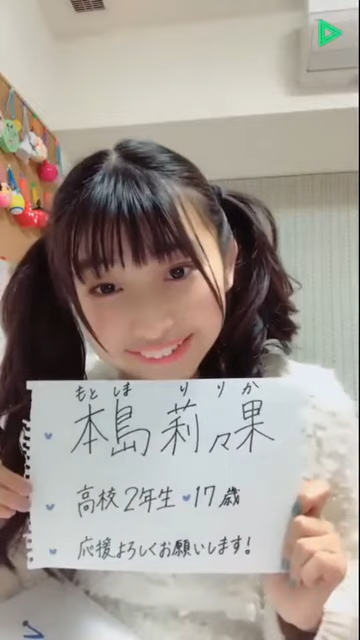 もとしま りりか
本島莉々果
高校2年生 17歳
応援よろしくお願いします!